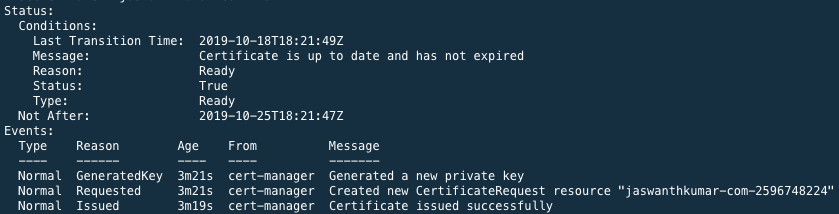 Status:
  Conditions:
    Last Transition Time:  2019-10-18T18:21:49Z
    Message:               Certificate is up to date and has not expired
    Reason:                Ready
    Status:                True
    Type:                  Ready
  Not After:               2019-10-25T18:21:47Z
Events:
  Type    Reason        Age    From          Message
  ----    ------        ----   ----          -------
  Normal  GeneratedKey  3m21s  cert-manager  Generated a new private key
  Normal  Requested     3m21s  cert-manager  Created new CertificateRequest resource "jaswanthkumar-com-2596748224"
  Normal  Issued        3m19s  cert-manager  Certificate issued successfully